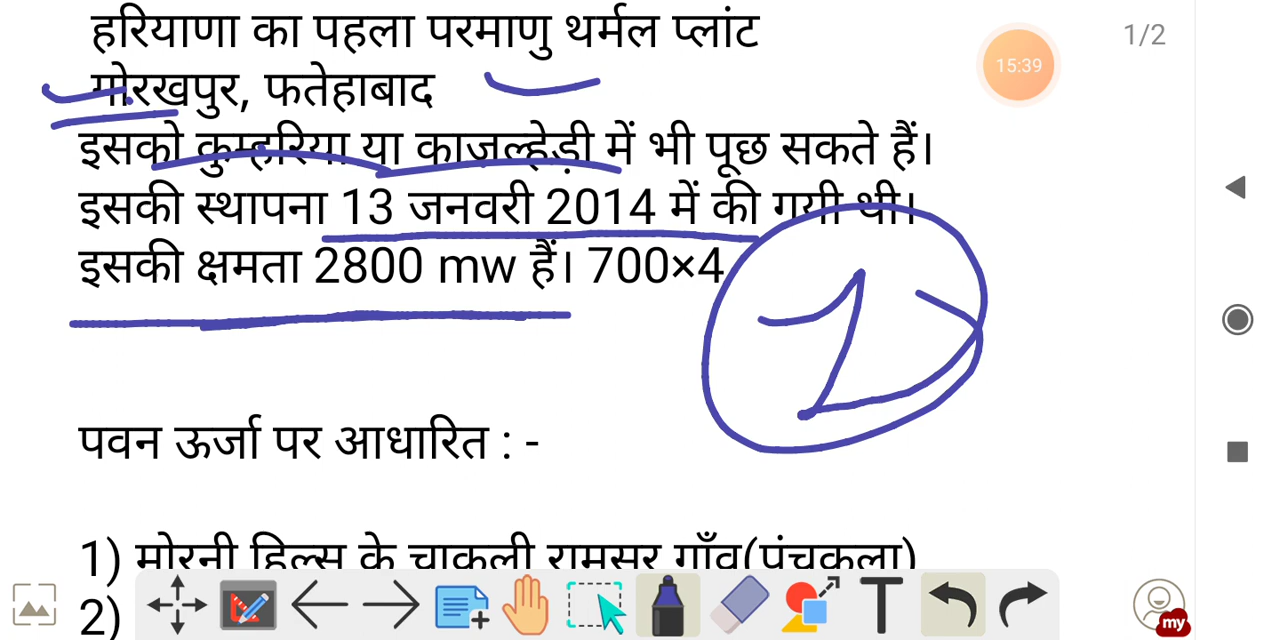 हरियाणा का पहला परमाणु थर्मल प्लांट
1/2
15:39
गोरखपुर, फतेहाबाद
इसको कुम्हरिया या काज़ल्हेड़ी में भी पूछ सकते हैं।
इसकी स्थापना 13 जनवरी 2014 में की गयी थी।
इसकी क्षमता 2800 mw हैं। 700×4
पवन ऊर्जा पर आधारित : -
1) मोरनी हिल्स के चाकली रामसर गाँव(पंचकुला)
2)
T
my